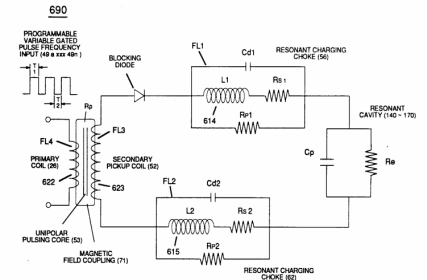 690
PROGRAMMABLE
VARIABLE GATED
PULSE FREQUENCY
INPUT (49 a xxx 49n)
T
1
T
2
BLOCKING
DIODE
FL1
Cd1
RESONANT CHARGING
CHOKE (56)
L1
Rs1
614
RP1
RESONANT
CAVITY (140 ~ 170)
Rp
FL3
FL4
PRIMARY
COIL (26)
622
SECONDARY
PICKUP COIL (52)
623
Cp
Re
FL2
Cd2
L2
Rs2
615
RP2
UNIPOLAR
PULSING CORE (53)
MAGNETIC
FIELD COUPLING (71)
RESONANT CHARGING
CHOKE (62)